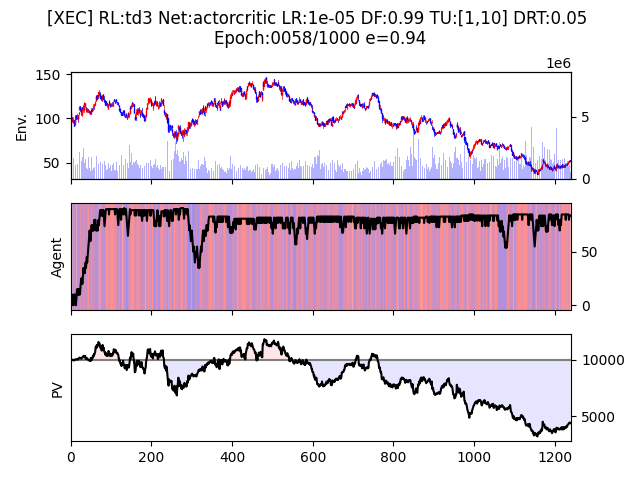 [XEC] RL:td3 Net:actorcritic LR:1e-05 DF:0.99 TU:[1,10] DRT:0.05
Epoch:0058/1000 e=0.94
1e6
150
100
50
Env.
5
0
Agent
50
0
PV
10000
5000
0 200 400 600 800 1000 1200